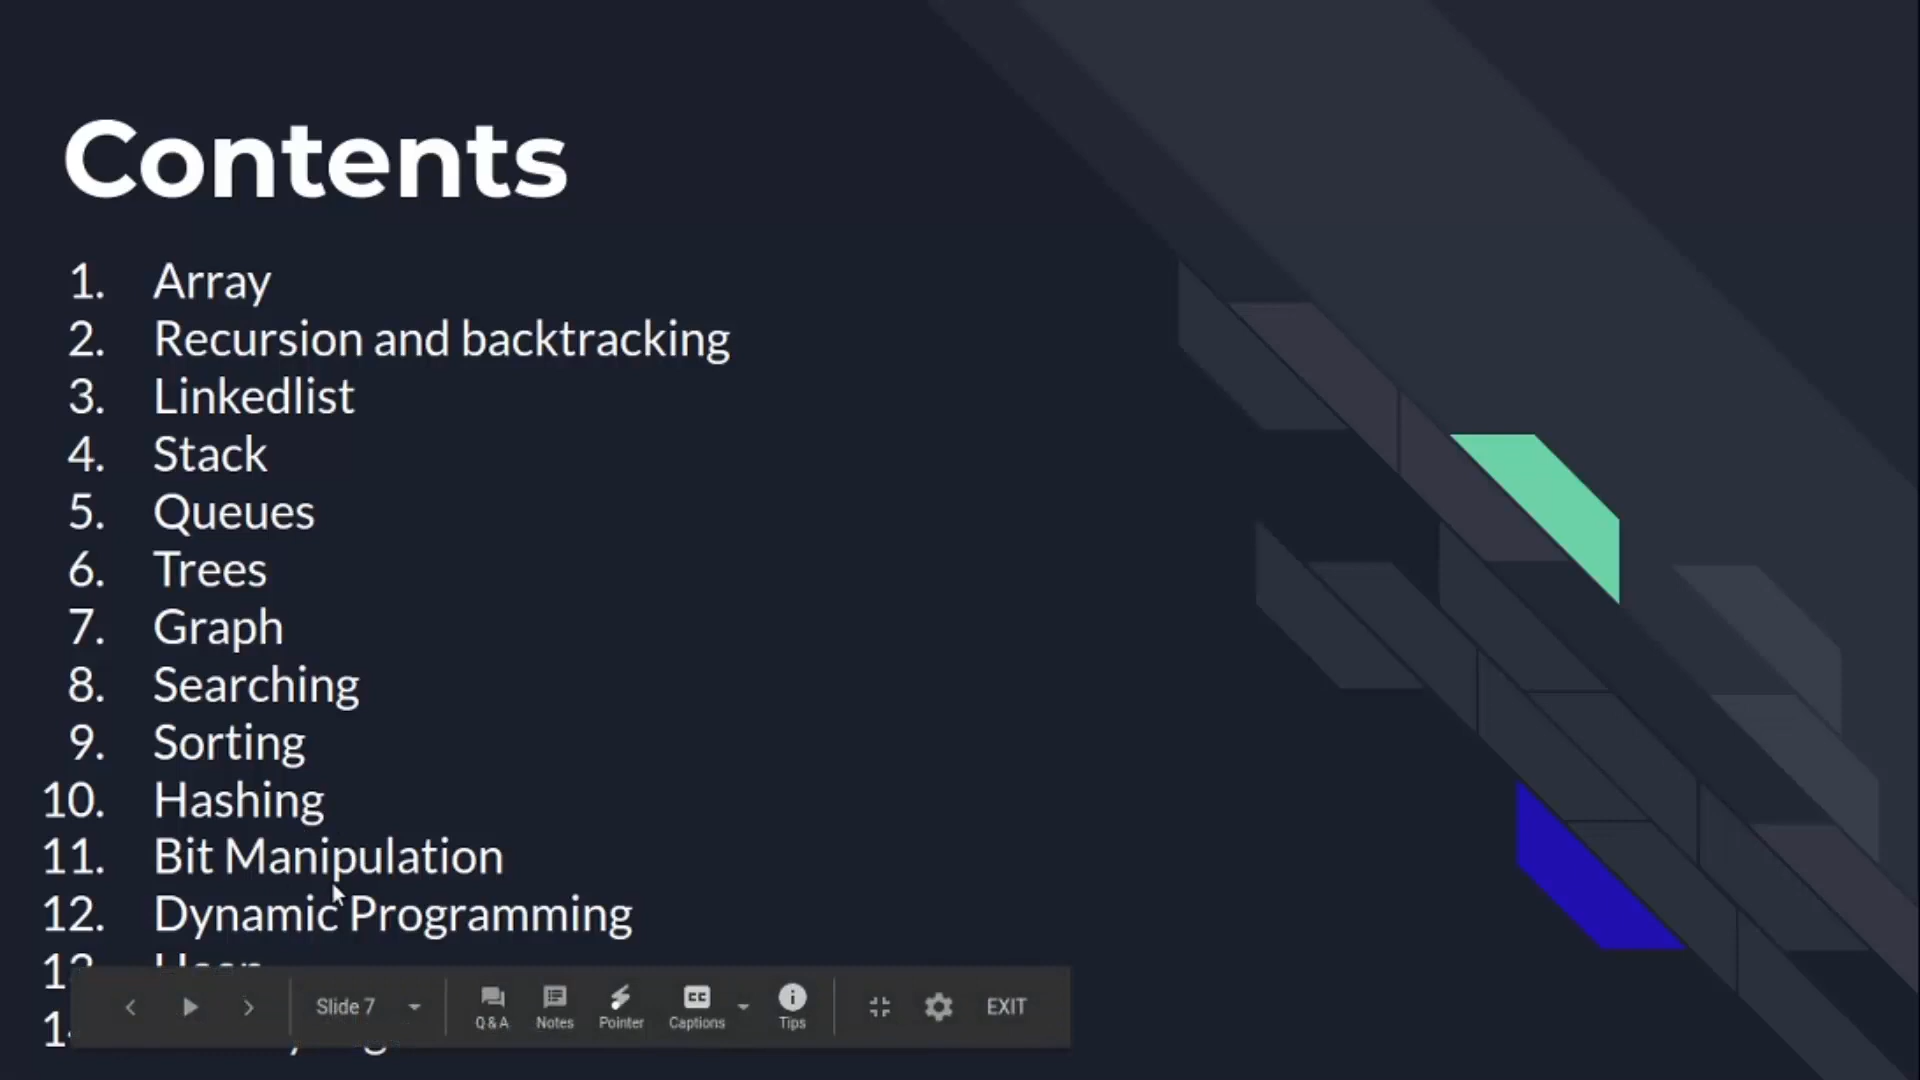 Contents
1. Array
2. Recursion and backtracking
3. Linkedlist
4. Stack
5. Queues
6. Trees
7. Graph
8. Searching
9. Sorting
10. Hashing
11. Bit Manipulation
12. Dynamic Programming
Slide 7
Q&A
Notes
Pointer
CC
Captions
Tips
EXIT